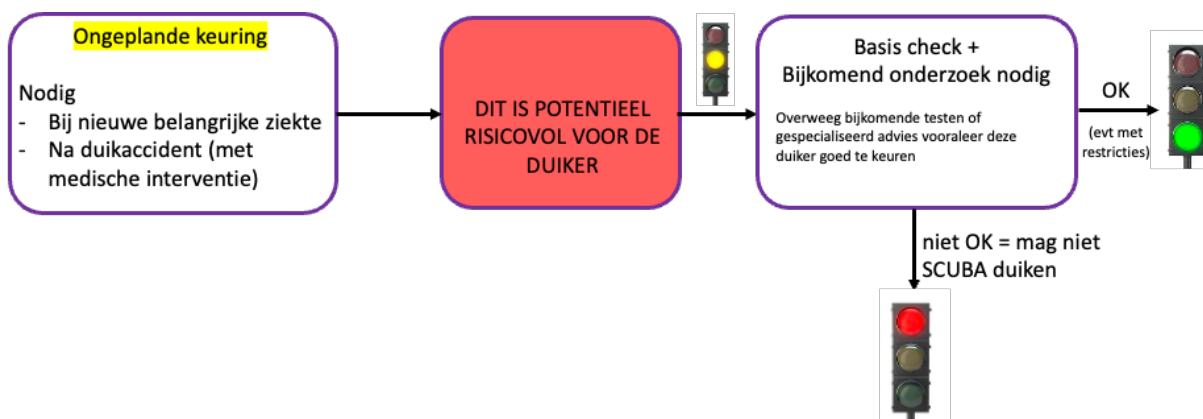 Ongeplande keuring
Nodig
- Bij nieuwe belangrijke ziekte
- Na duikaccident (met
medische interventie)
DIT IS POTENTIEEL
RISICOVOL VOOR DE
DUIKER
Basis check +
Bijkomend onderzoek nodig
Overweeg bijkomende testen of
gespecialiseerd advies vooraleer deze
duiker goed te keuren
OK
(evt met
restricties)
niet OK = mag niet
SCUBA duiken